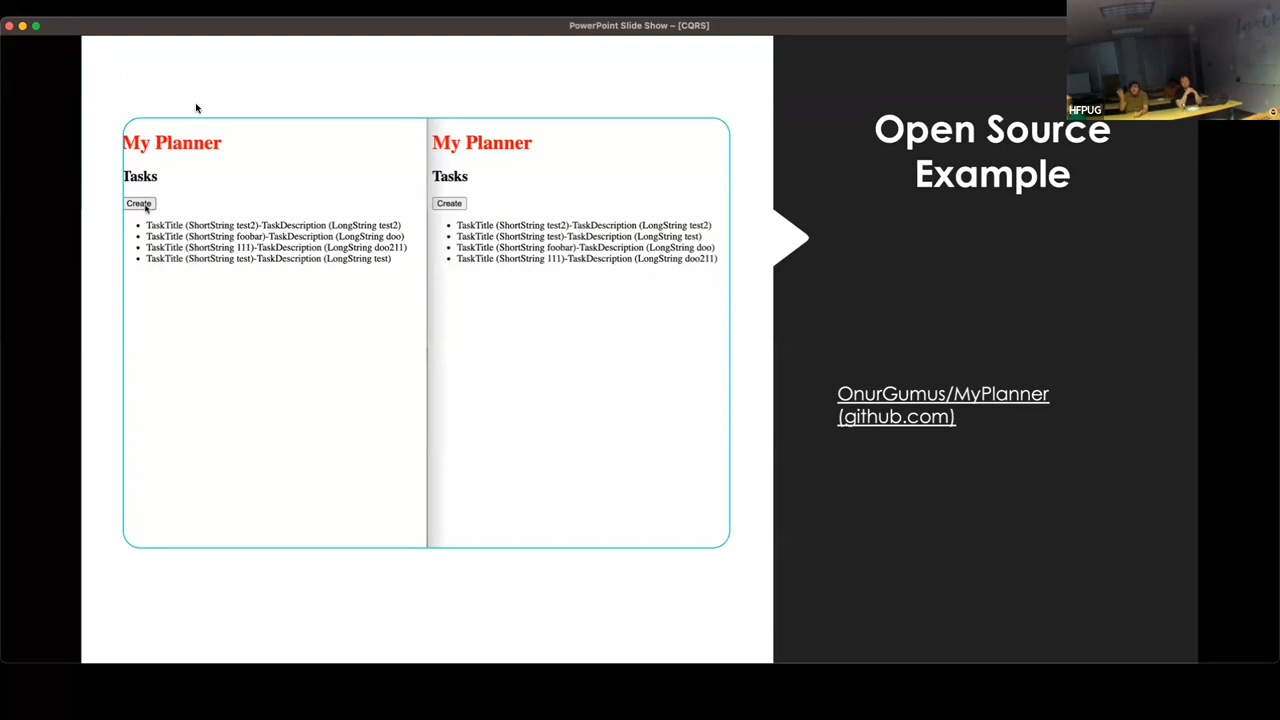 PowerPoint Slide Show – [CQRS]
HFPUG
My Planner
Tasks
Create
• TaskTitle (ShortString test2)-TaskDescription (LongString test2)
• TaskTitle (ShortString foobar)-TaskDescription (LongString doo)
• TaskTitle (ShortString 111)-TaskDescription (LongString doo211)
• TaskTitle (ShortString test)-TaskDescription (LongString test)
My Planner
Tasks
Create
• TaskTitle (ShortString test2)-TaskDescription (LongString test2)
• TaskTitle (ShortString test)-TaskDescription (LongString test)
• TaskTitle (ShortString foobar)-TaskDescription (LongString doo)
• TaskTitle (ShortString 111)-TaskDescription (LongString doo211)
Open Source
Example
OnurGumus/MyPlanner
(github.com)